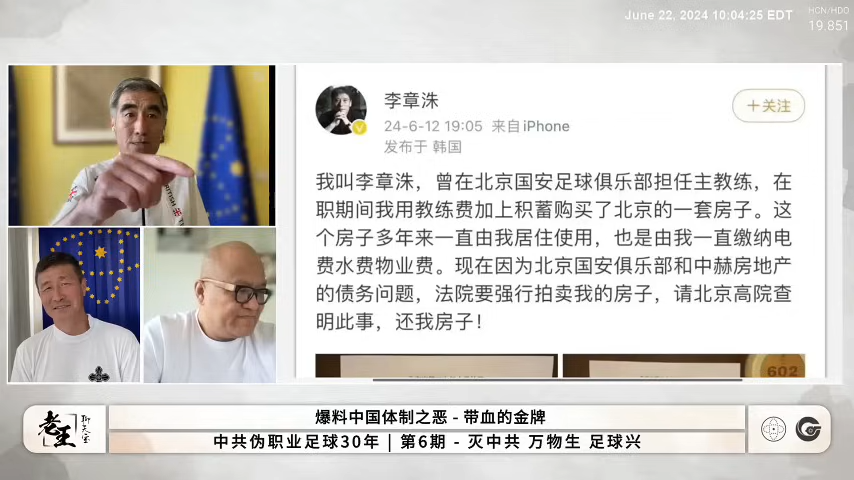 June 22, 2024 10:04:25 EDT
HCN/HDO
19.851
李章洙
24-6-12 19:05 来自 iPhone
发布于 韩国
+关注
我叫李章洙，曾在北京国安足球俱乐部担任主教练，在
职期间我用教练费加上积蓄购买了北京的一套房子。这
个房子多年来一直由我居住使用，也是由我一直缴纳电
费水费物业费。现在因为北京国安俱乐部和中赫房地产
的债务问题，法院要强行拍卖我的房子，请北京高院查
明此事，还我房子！
602
老王
爆料中国体制之恶 - 带血的金牌
中共伪职业足球30年 | 第6期 - 灭中共 万物生 足球兴